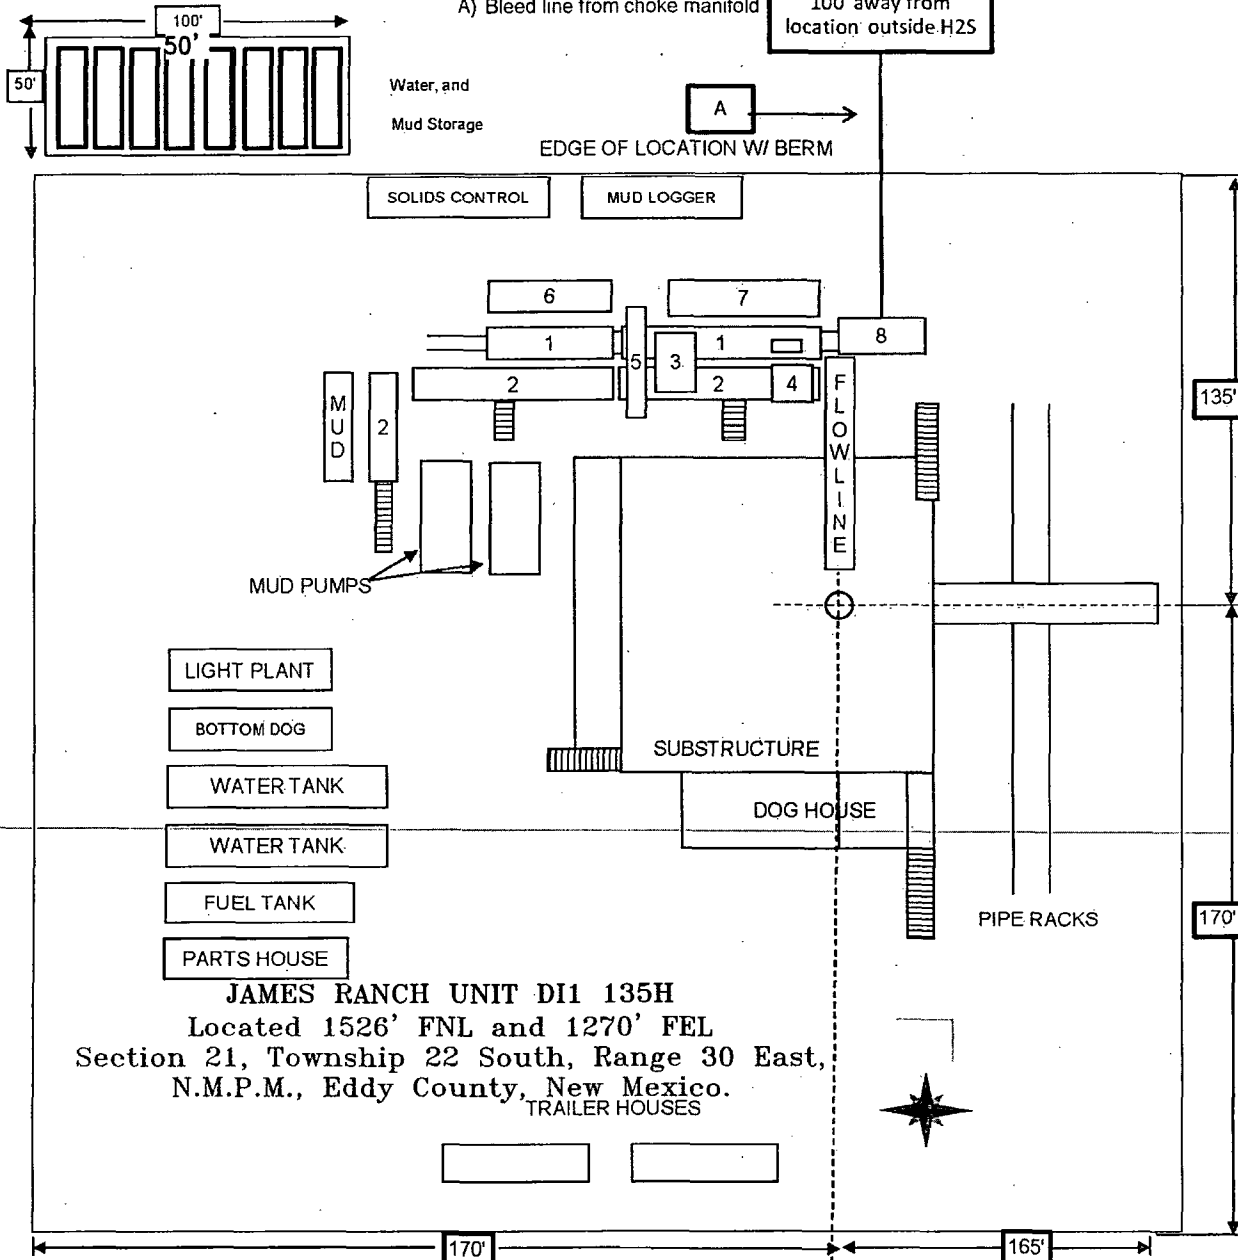 A) Bleed line from choke manifold
100' away from
location outside H2S
100'
50'
50'
Water, and
Mud Storage
A
EDGE OF LOCATION W/ BERM
SOLIDS CONTROL
MUD LOGGER
6
7
1
5
3
1
8
2
2
4
MUD
2
FLOWLINE
135'
MUD PUMPS
LIGHT PLANT
BOTTOM DOG
WATER TANK
WATER TANK
FUEL TANK
PARTS HOUSE
SUBSTRUCTURE
DOG HOUSE
PIPE RACKS
170'
JAMES RANCH UNIT DI1 135H
Located 1526' FNL and 1270' FEL
Section 21, Township 22 South, Range 30 East,
N.M.P.M., Eddy County, New Mexico.
TRAILER HOUSES
170'
165'